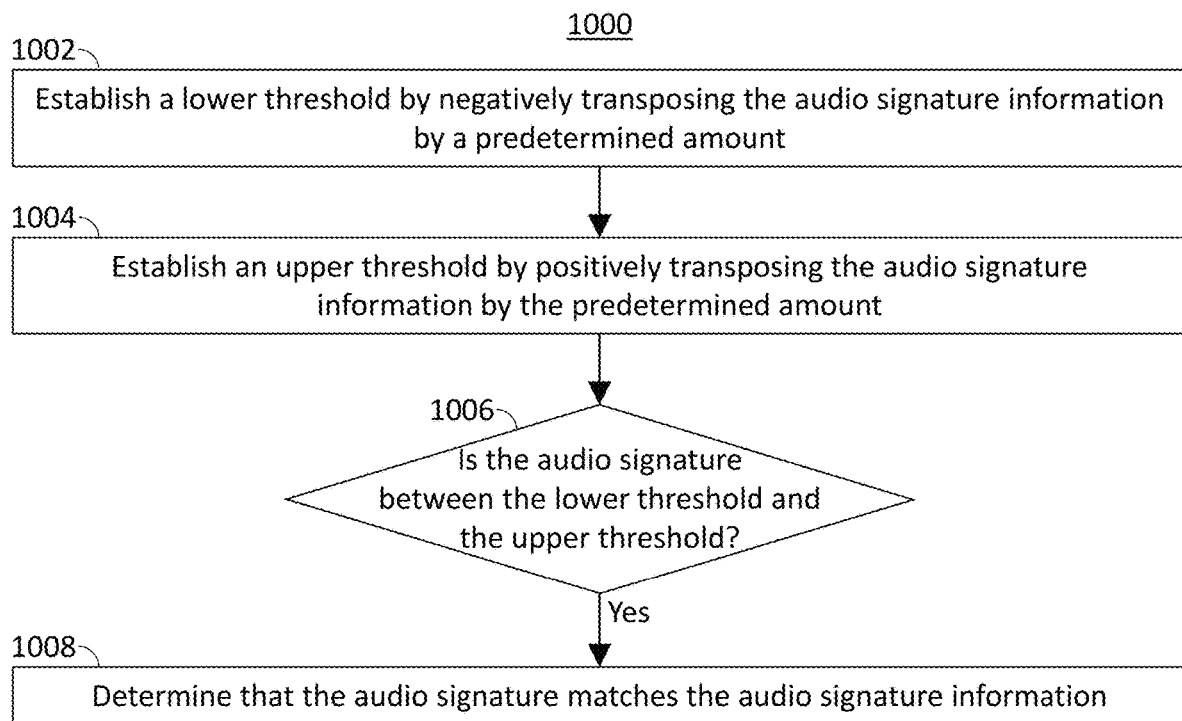 1000
1002
Establish a lower threshold by negatively transposing the audio signature information
by a predetermined amount
1004
Establish an upper threshold by positively transposing the audio signature
information by the predetermined amount
1006
Is the audio signature
between the lower threshold and
the upper threshold?
Yes
1008
Determine that the audio signature matches the audio signature information